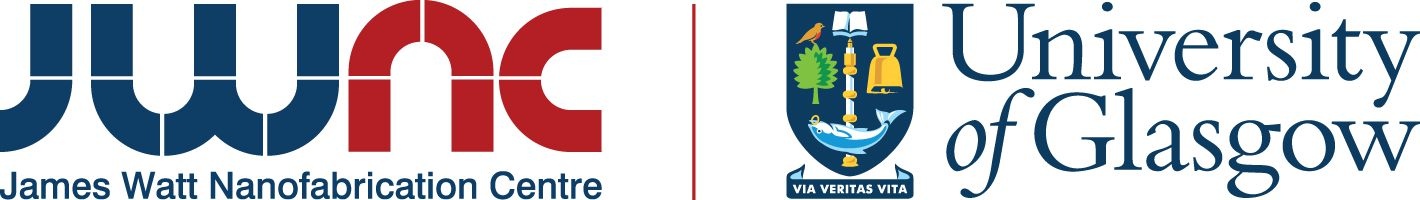 JWNC
James Watt Nanofabrication Centre
VIA VERITAS VITA
University
of Glasgow